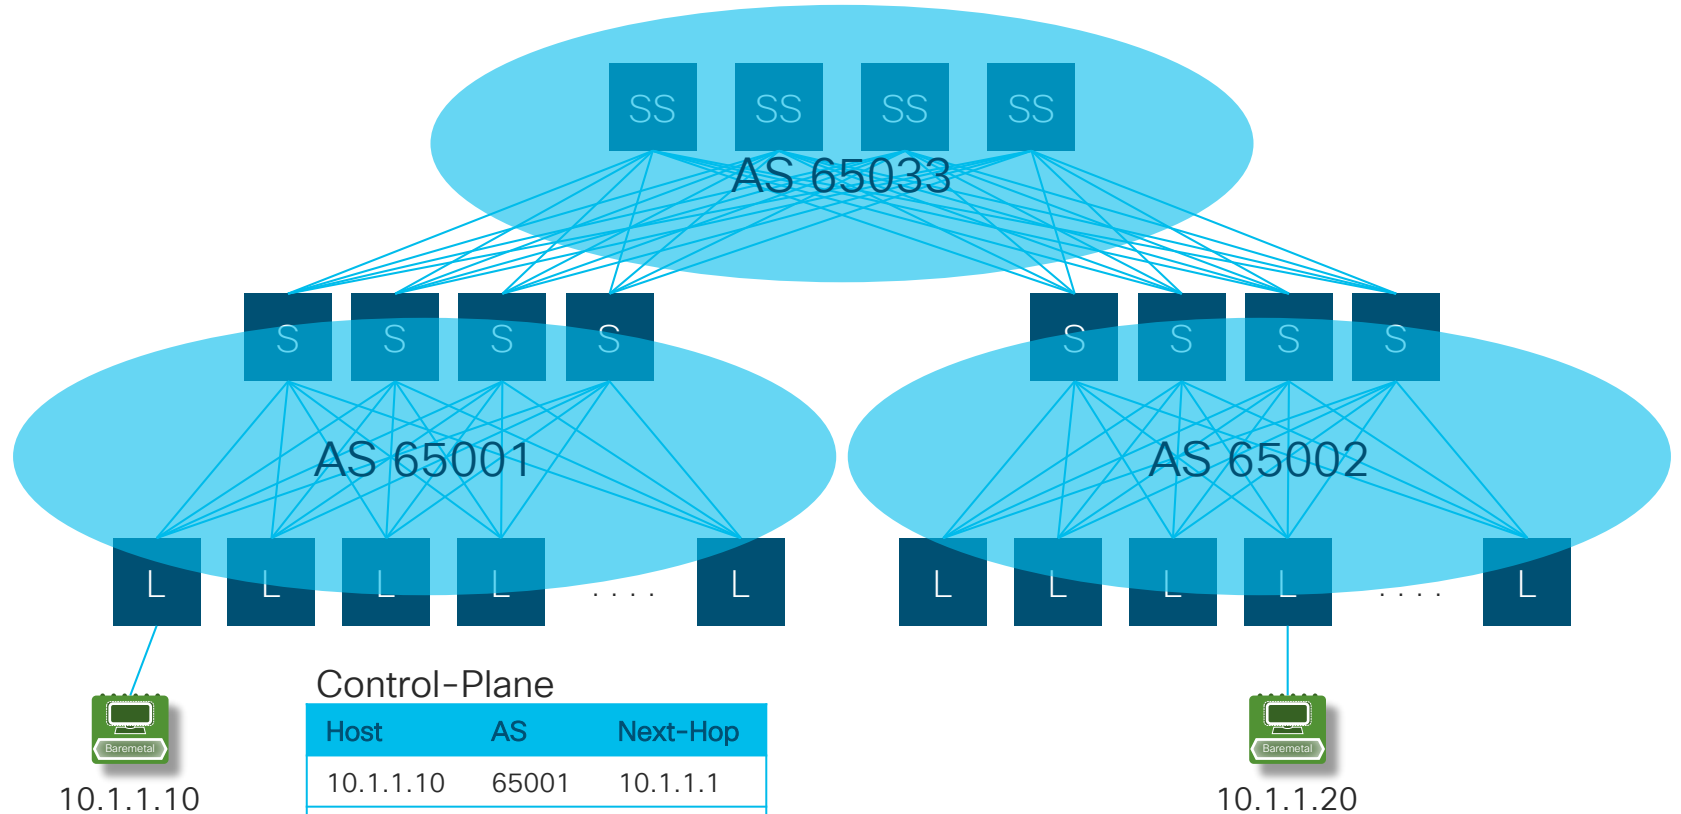 SS SS SS SS
AS 65033
S S S S S S S S
AS 65001 AS 65002
L L L L . . . . L L L L L . . . . L
Control-Plane
Host AS Next-Hop
Baremetal Baremetal
10.1.1.10 65001 10.1.1.1
10.1.1.10 10.1.1.20